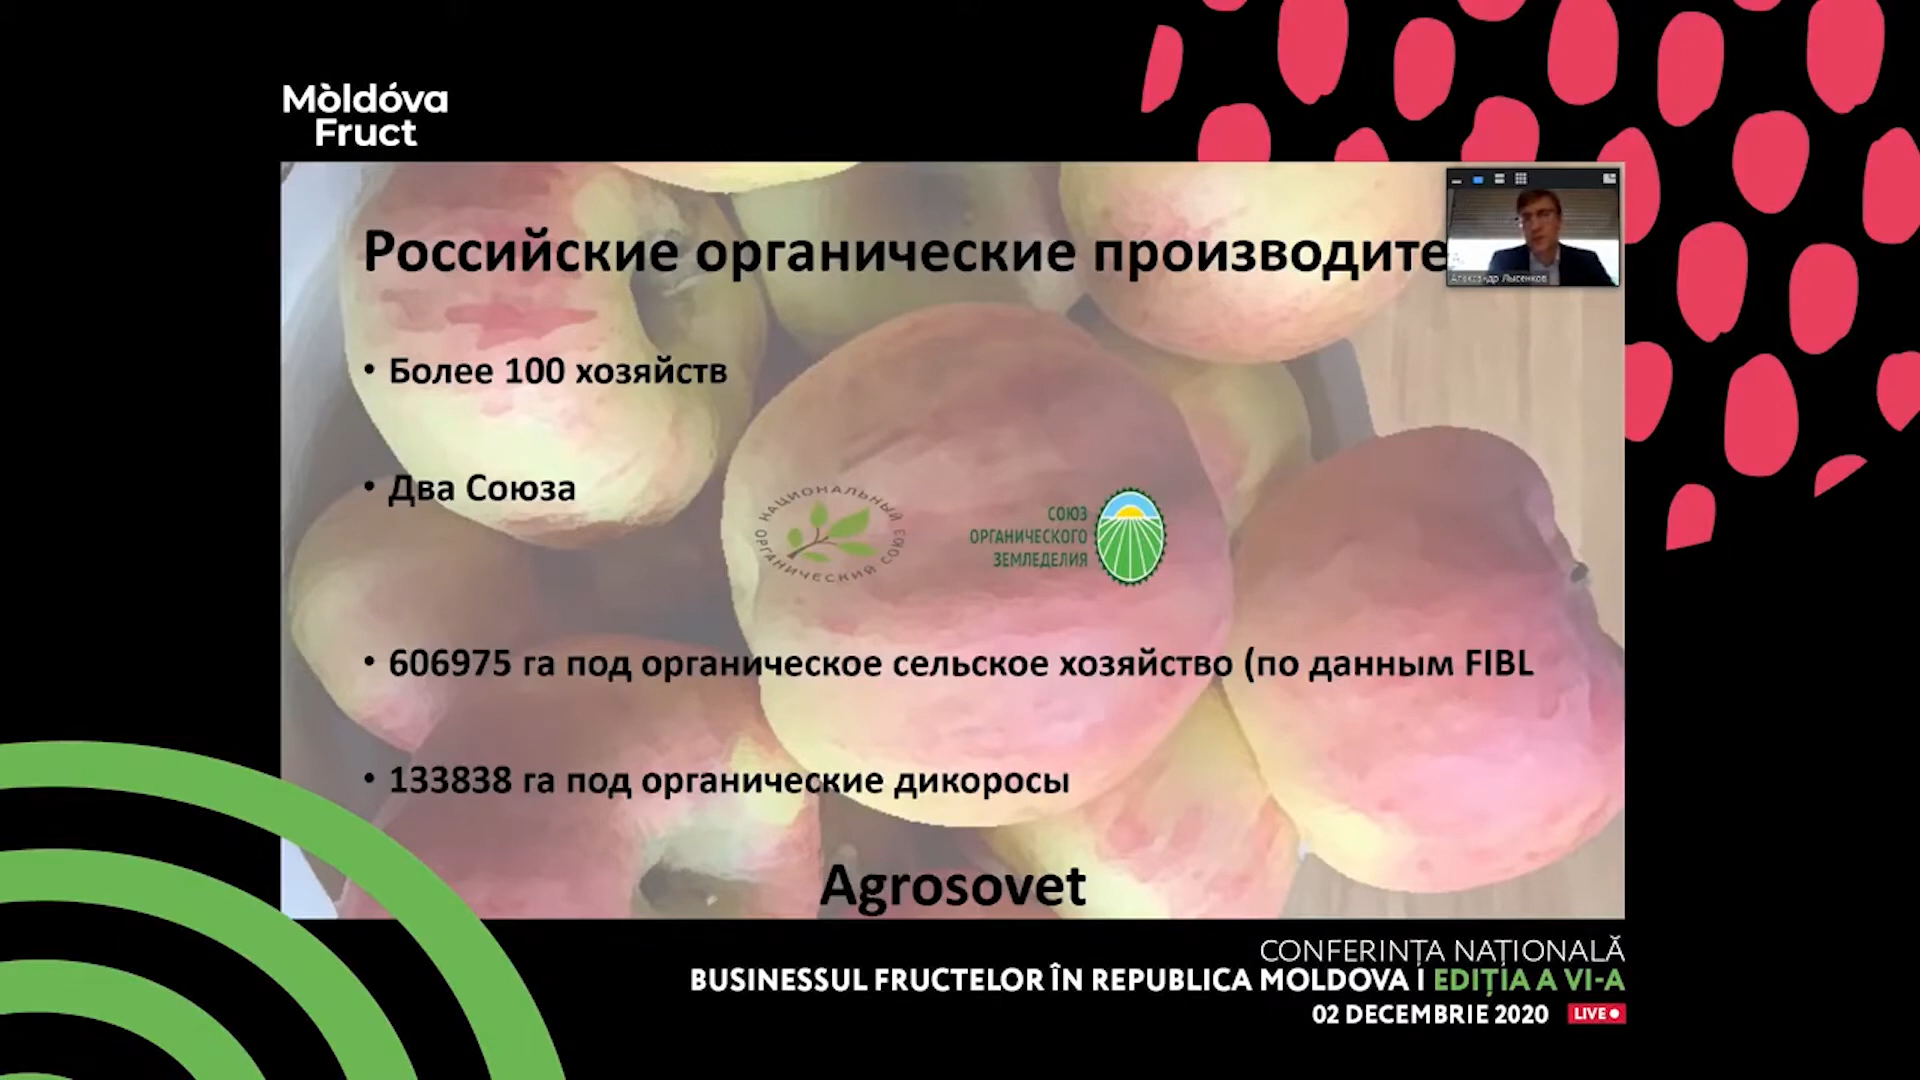 Mòldóva
Fruct
Российские органические производите
Александр Лысенков
• Более 100 хозяйств
• Два Союза
НАЦИОНАЛЬНЫЙ СОЮЗ
ОРГАНИЧЕСКИЙ
СОЮЗ
ОРГАНИЧЕСКОГО
ЗЕМЛЕДЕЛИЯ
• 606975 га под органическое сельское хозяйство (по данным FIBL
• 133838 га под органические дикоросы
Agrosovet
CONFERINȚA NAȚIONALĂ
BUSINESSUL FRUCTELOR ÎN REPUBLICA MOLDOVA | EDIȚIA A VI-A
02 DECEMBRIE 2020 LIVE